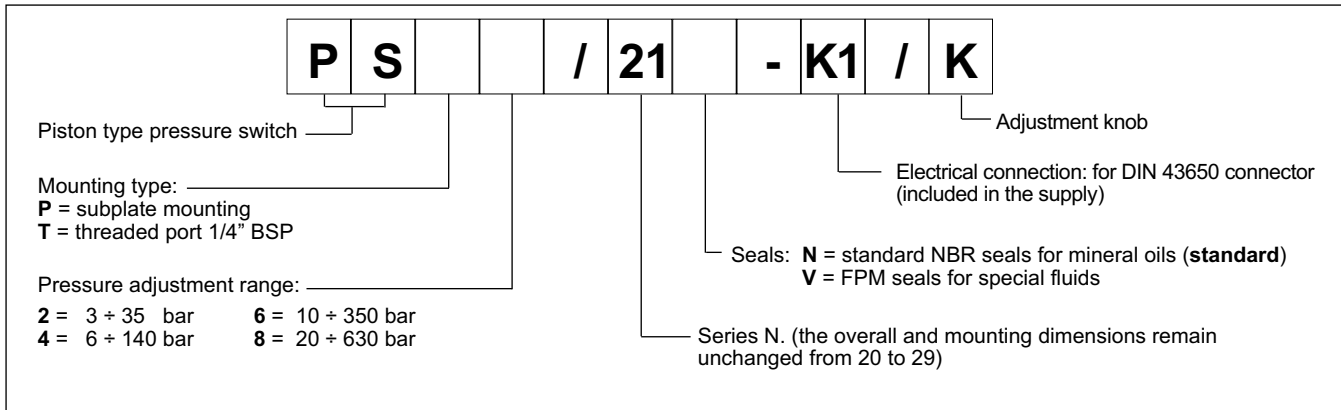 P S / 21 - K1 / K
Piston type pressure switch
Adjustment knob
Electrical connection: for DIN 43650 connector
(included in the supply)
Mounting type:
P = subplate mounting
T = threaded port 1/4” BSP
Seals: N = standard NBR seals for mineral oils (standard)
V = FPM seals for special fluids
Pressure adjustment range:
2 = 3 ÷ 35 bar 6 = 10 ÷ 350 bar
4 = 6 ÷ 140 bar 8 = 20 ÷ 630 bar
Series N. (the overall and mounting dimensions remain
unchanged from 20 to 29)